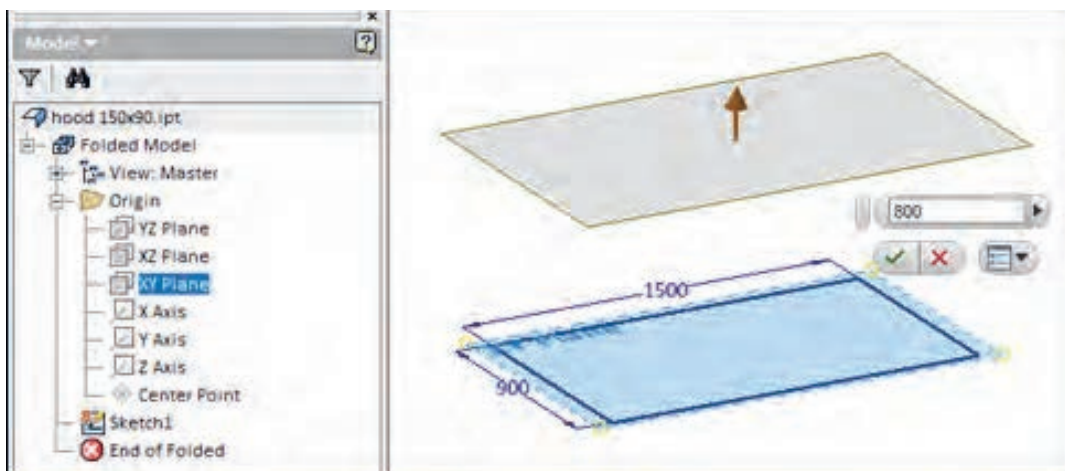 Model
hood 150x90.ipt
Folded Model
View: Master
Origin
YZ Plane
XZ Plane
XY Plane
X Axis
Y Axis
Z Axis
Center Point
Sketch1
End of Folded
800
1500
900